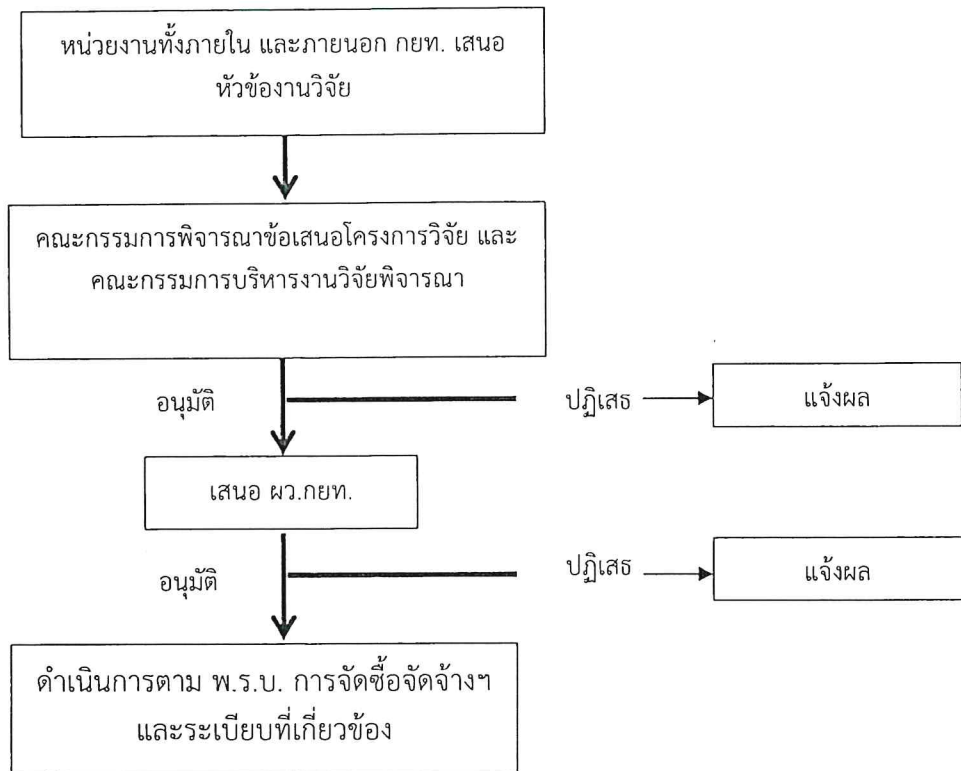 หน่วยงานทั้งภายใน และภายนอก กยท. เสนอ
หัวข้องานวิจัย
คณะกรรมการพิจารณาข้อเสนอโครงการวิจัย และ
คณะกรรมการบริหารงานวิจัยพิจารณา
อนุมัติ
ปฏิเสธ
แจ้งผล
เสนอ ผว.กยท.
อนุมัติ
ปฏิเสธ
แจ้งผล
ดำเนินการตาม พ.ร.บ. การจัดซื้อจัดจ้างฯ
และระเบียบที่เกี่ยวข้อง